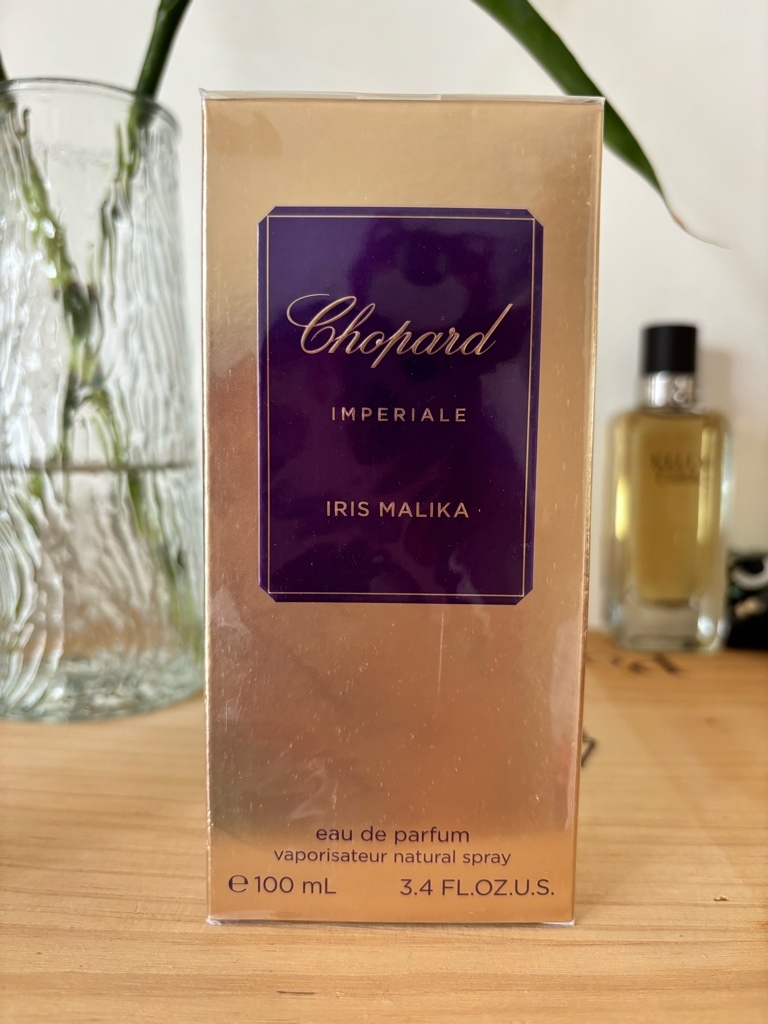 Chopard
IMPERIALE
IRIS MALIKA
eau de parfum
vaporisateur natural spray
℮ 100 mL 3.4 FL.OZ.U.S.